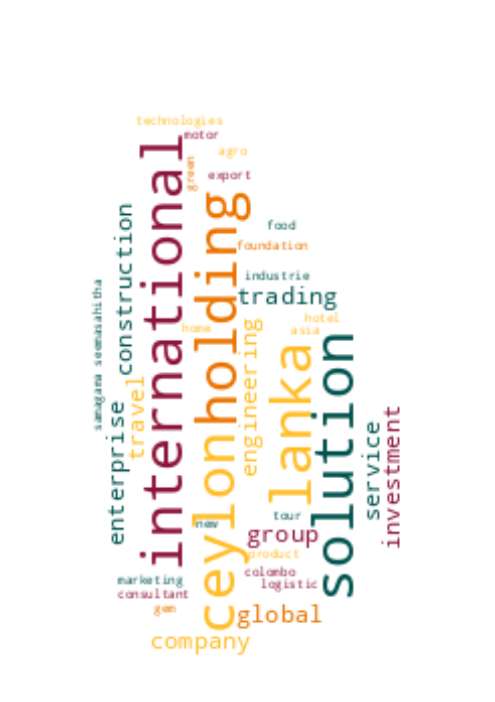 technologies
motor
agro
green
export
international
holding
construction
food
foundation
industrie
samagama seemasahitha
trading
hotel
home
asia
engineering
lanka
solution
travel
enterprise
ceylon
service
investment
tour
new
group
product
colombo
marketing
logistic
consultant
gem
global
company